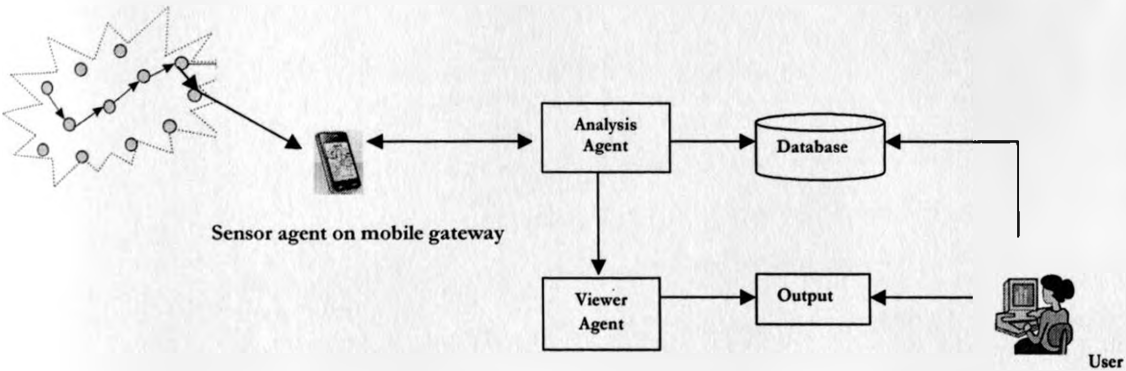 Analysis
Agent
Database
Sensor agent on mobile gateway
Viewer
Agent
Output
User